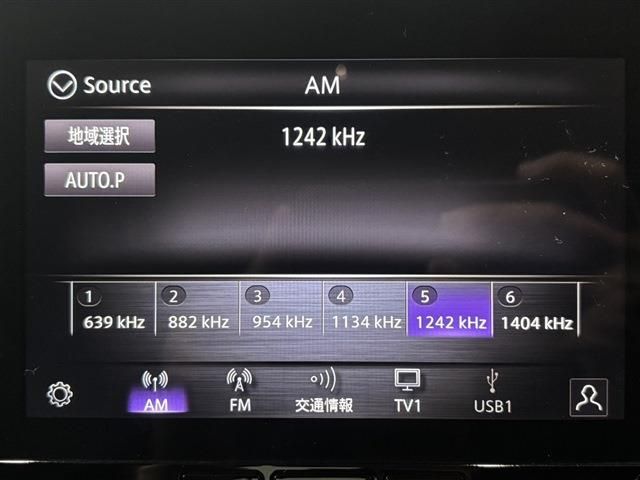 Source
AM
地域選択
1242 kHz
AUTO.P
1 2 3 4 5 6
639 kHz 882 kHz 954 kHz 1134 kHz 1242 kHz 1404 kHz
AM FM 交通情報 TV1 USB1